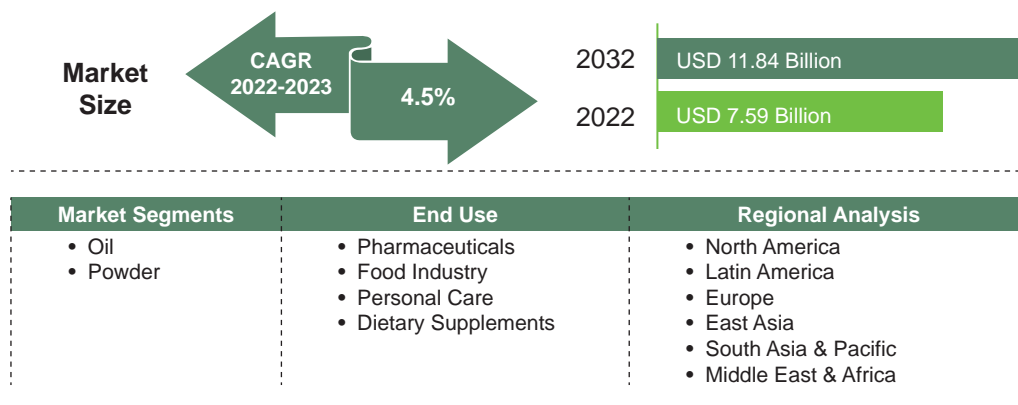 Market
Size
CAGR
2022-2023
4.5%
2032
USD 11.84 Billion
2022
USD 7.59 Billion
Market Segments
• Oil
• Powder
End Use
• Pharmaceuticals
• Food Industry
• Personal Care
• Dietary Supplements
Regional Analysis
• North America
• Latin America
• Europe
• East Asia
• South Asia & Pacific
• Middle East & Africa